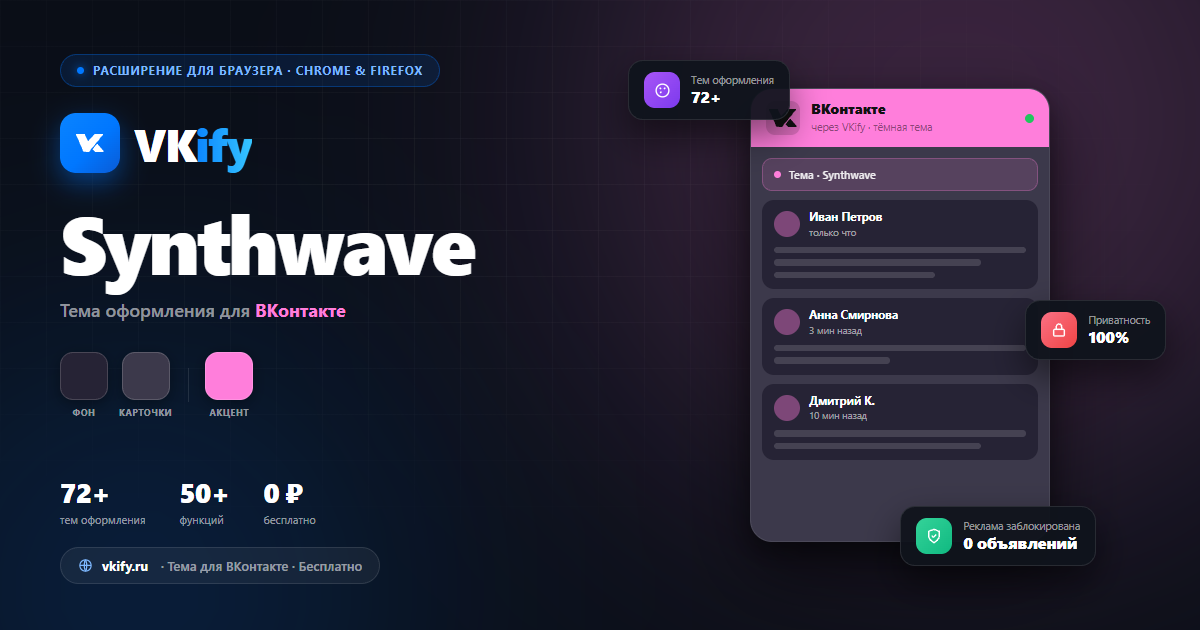 РАСШИРЕНИЕ ДЛЯ БРАУЗЕРА · CHROME & FIREFOX
VKify
Synthwave
Тема оформления для ВКонтакте
ФОН
КАРТОЧКИ
АКЦЕНТ
72+
тем оформления
50+
функций
0 ₽
бесплатно
vkify.ru · Тема для ВКонтакте · Бесплатно
Тем оформления
72+
ВКонтакте
через VKify · тёмная тема
Тема · Synthwave
Иван Петров
только что
Анна Смирнова
3 мин назад
Дмитрий К.
10 мин назад
Приватность
100%
Реклама заблокирована
0 объявлений